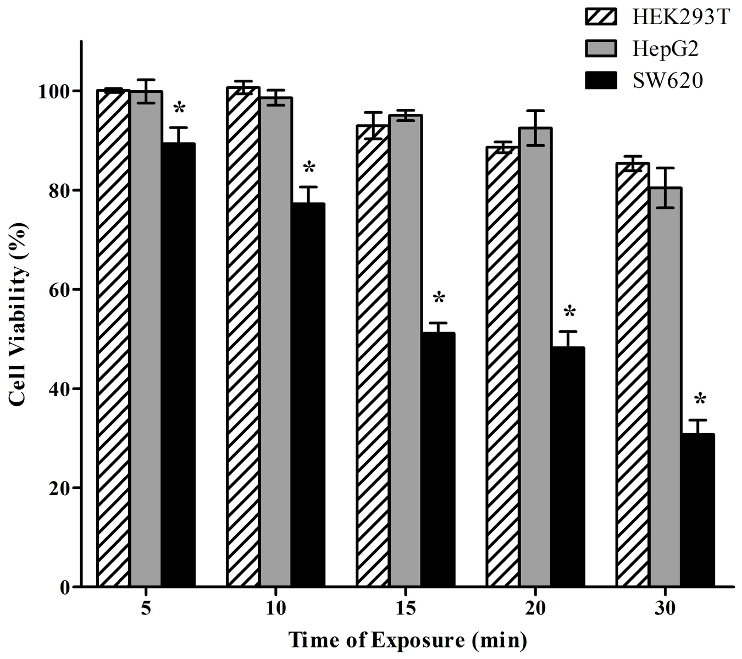 HEK293T
HepG2
SW620
100
80
60
40
20
0
Cell Viability (%)
* * * * *
5 10 15 20 30
Time of Exposure (min)